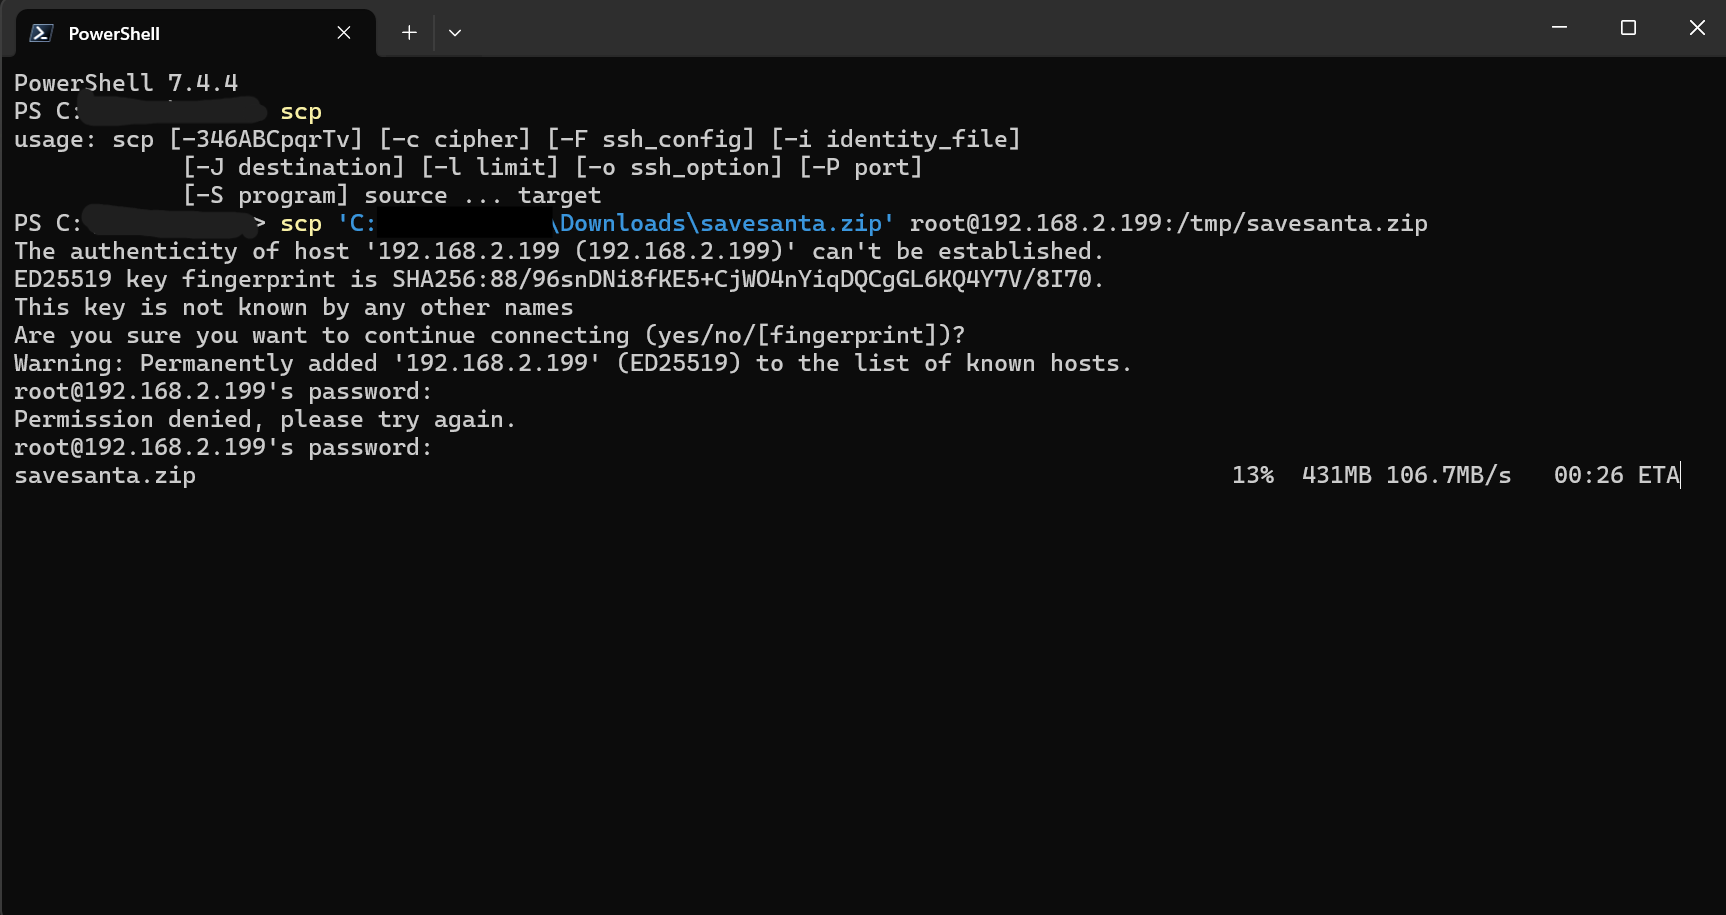 PowerShell
PowerShell 7.4.4
PS C: scp
usage: scp [-346ABCpqrTv] [-c cipher] [-F ssh_config] [-i identity_file]
           [-J destination] [-l limit] [-o ssh_option] [-P port]
           [-S program] source ... target
PS C:> scp 'C:\Downloads\savesanta.zip' root@192.168.2.199:/tmp/savesanta.zip
The authenticity of host '192.168.2.199 (192.168.2.199)' can't be established.
ED25519 key fingerprint is SHA256:88/96snDNi8fKE5+CjWO4nYiqDQCgGL6KQ4Y7V/8I70.
This key is not known by any other names
Are you sure you want to continue connecting (yes/no/[fingerprint])?
Warning: Permanently added '192.168.2.199' (ED25519) to the list of known hosts.
root@192.168.2.199's password:
Permission denied, please try again.
root@192.168.2.199's password:
savesanta.zip 13% 431MB 106.7MB/s 00:26 ETA